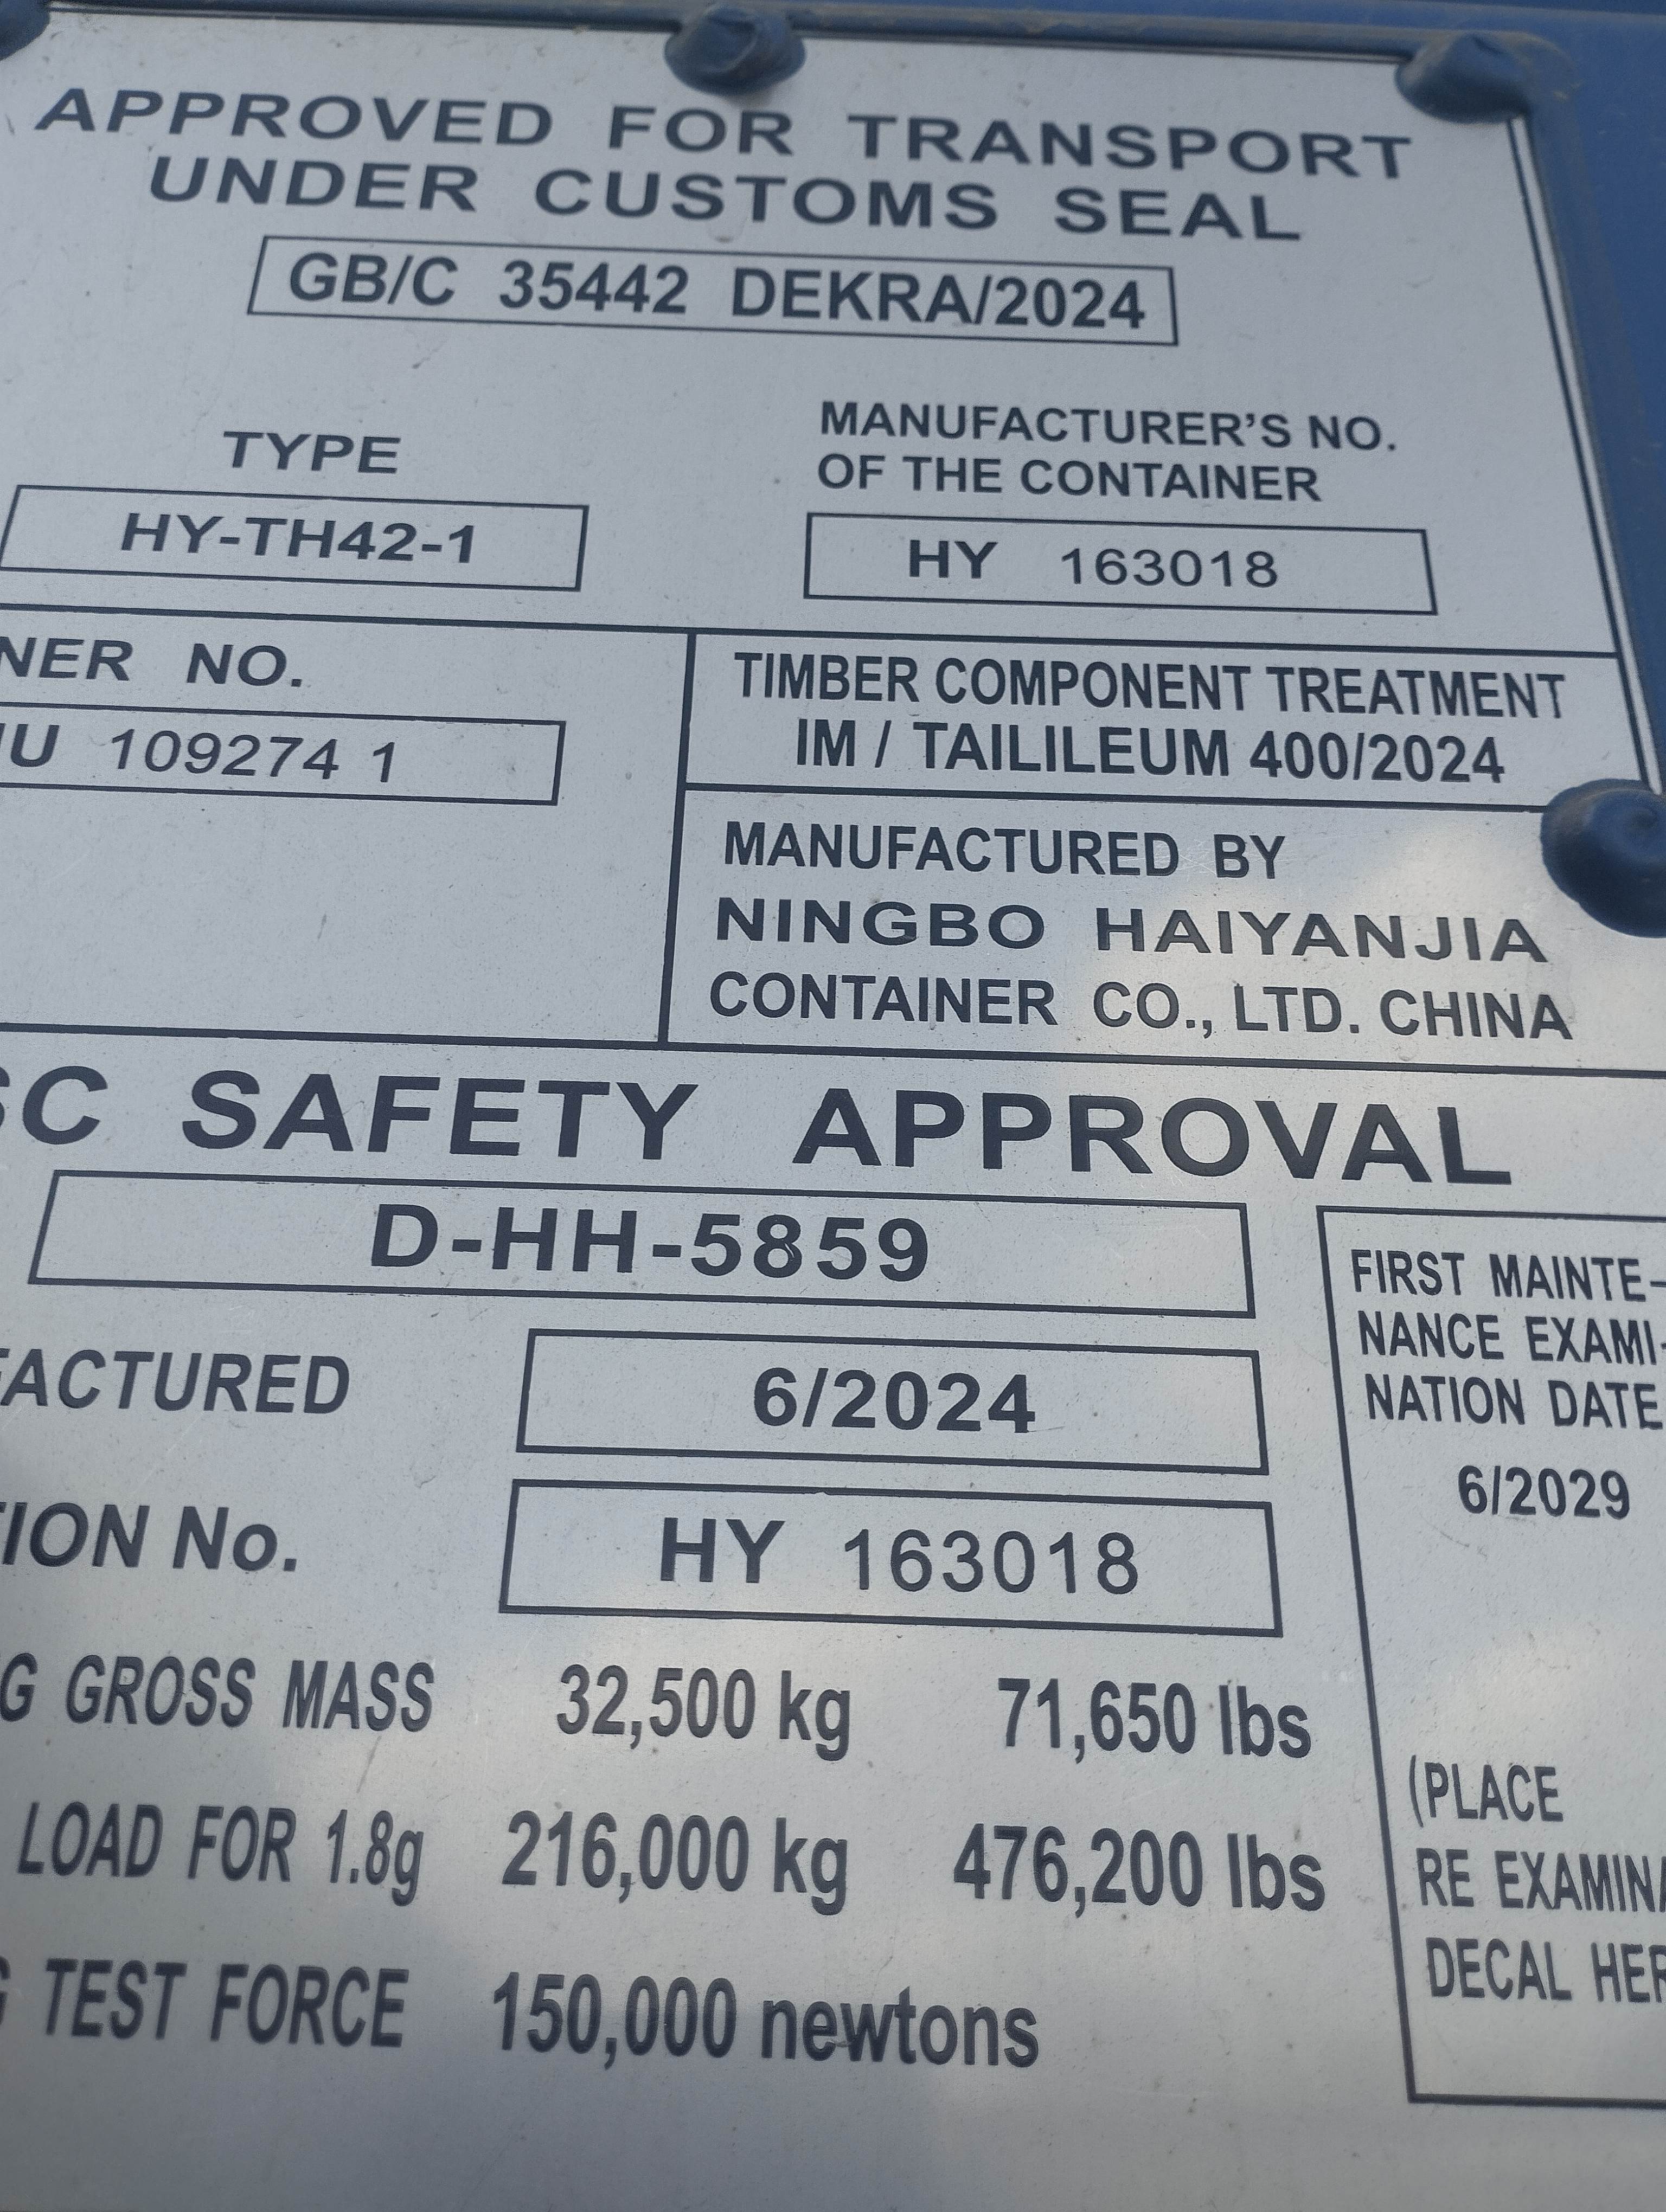 APPROVED FOR TRANSPORT
UNDER CUSTOMS SEAL
GB/C 35442 DEKRA/2024
TYPE
HY-TH42-1
MANUFACTURER'S NO.
OF THE CONTAINER
HY 163018
NER NO.
U 109274 1
TIMBER COMPONENT TREATMENT
IM / TAILILEUM 400/2024
MANUFACTURED BY
NINGBO HAIYANJIA
CONTAINER CO., LTD. CHINA
SC SAFETY APPROVAL
D-HH-5859
FACTURED 6/2024
TION No. HY 163018
G GROSS MASS 32,500 kg 71,650 lbs
LOAD FOR 1.8g 216,000 kg 476,200 lbs
G TEST FORCE 150,000 newtons
FIRST MAINTE-
NANCE EXAMI-
NATION DATE
6/2029
(PLACE
RE EXAMINA
DECAL HER